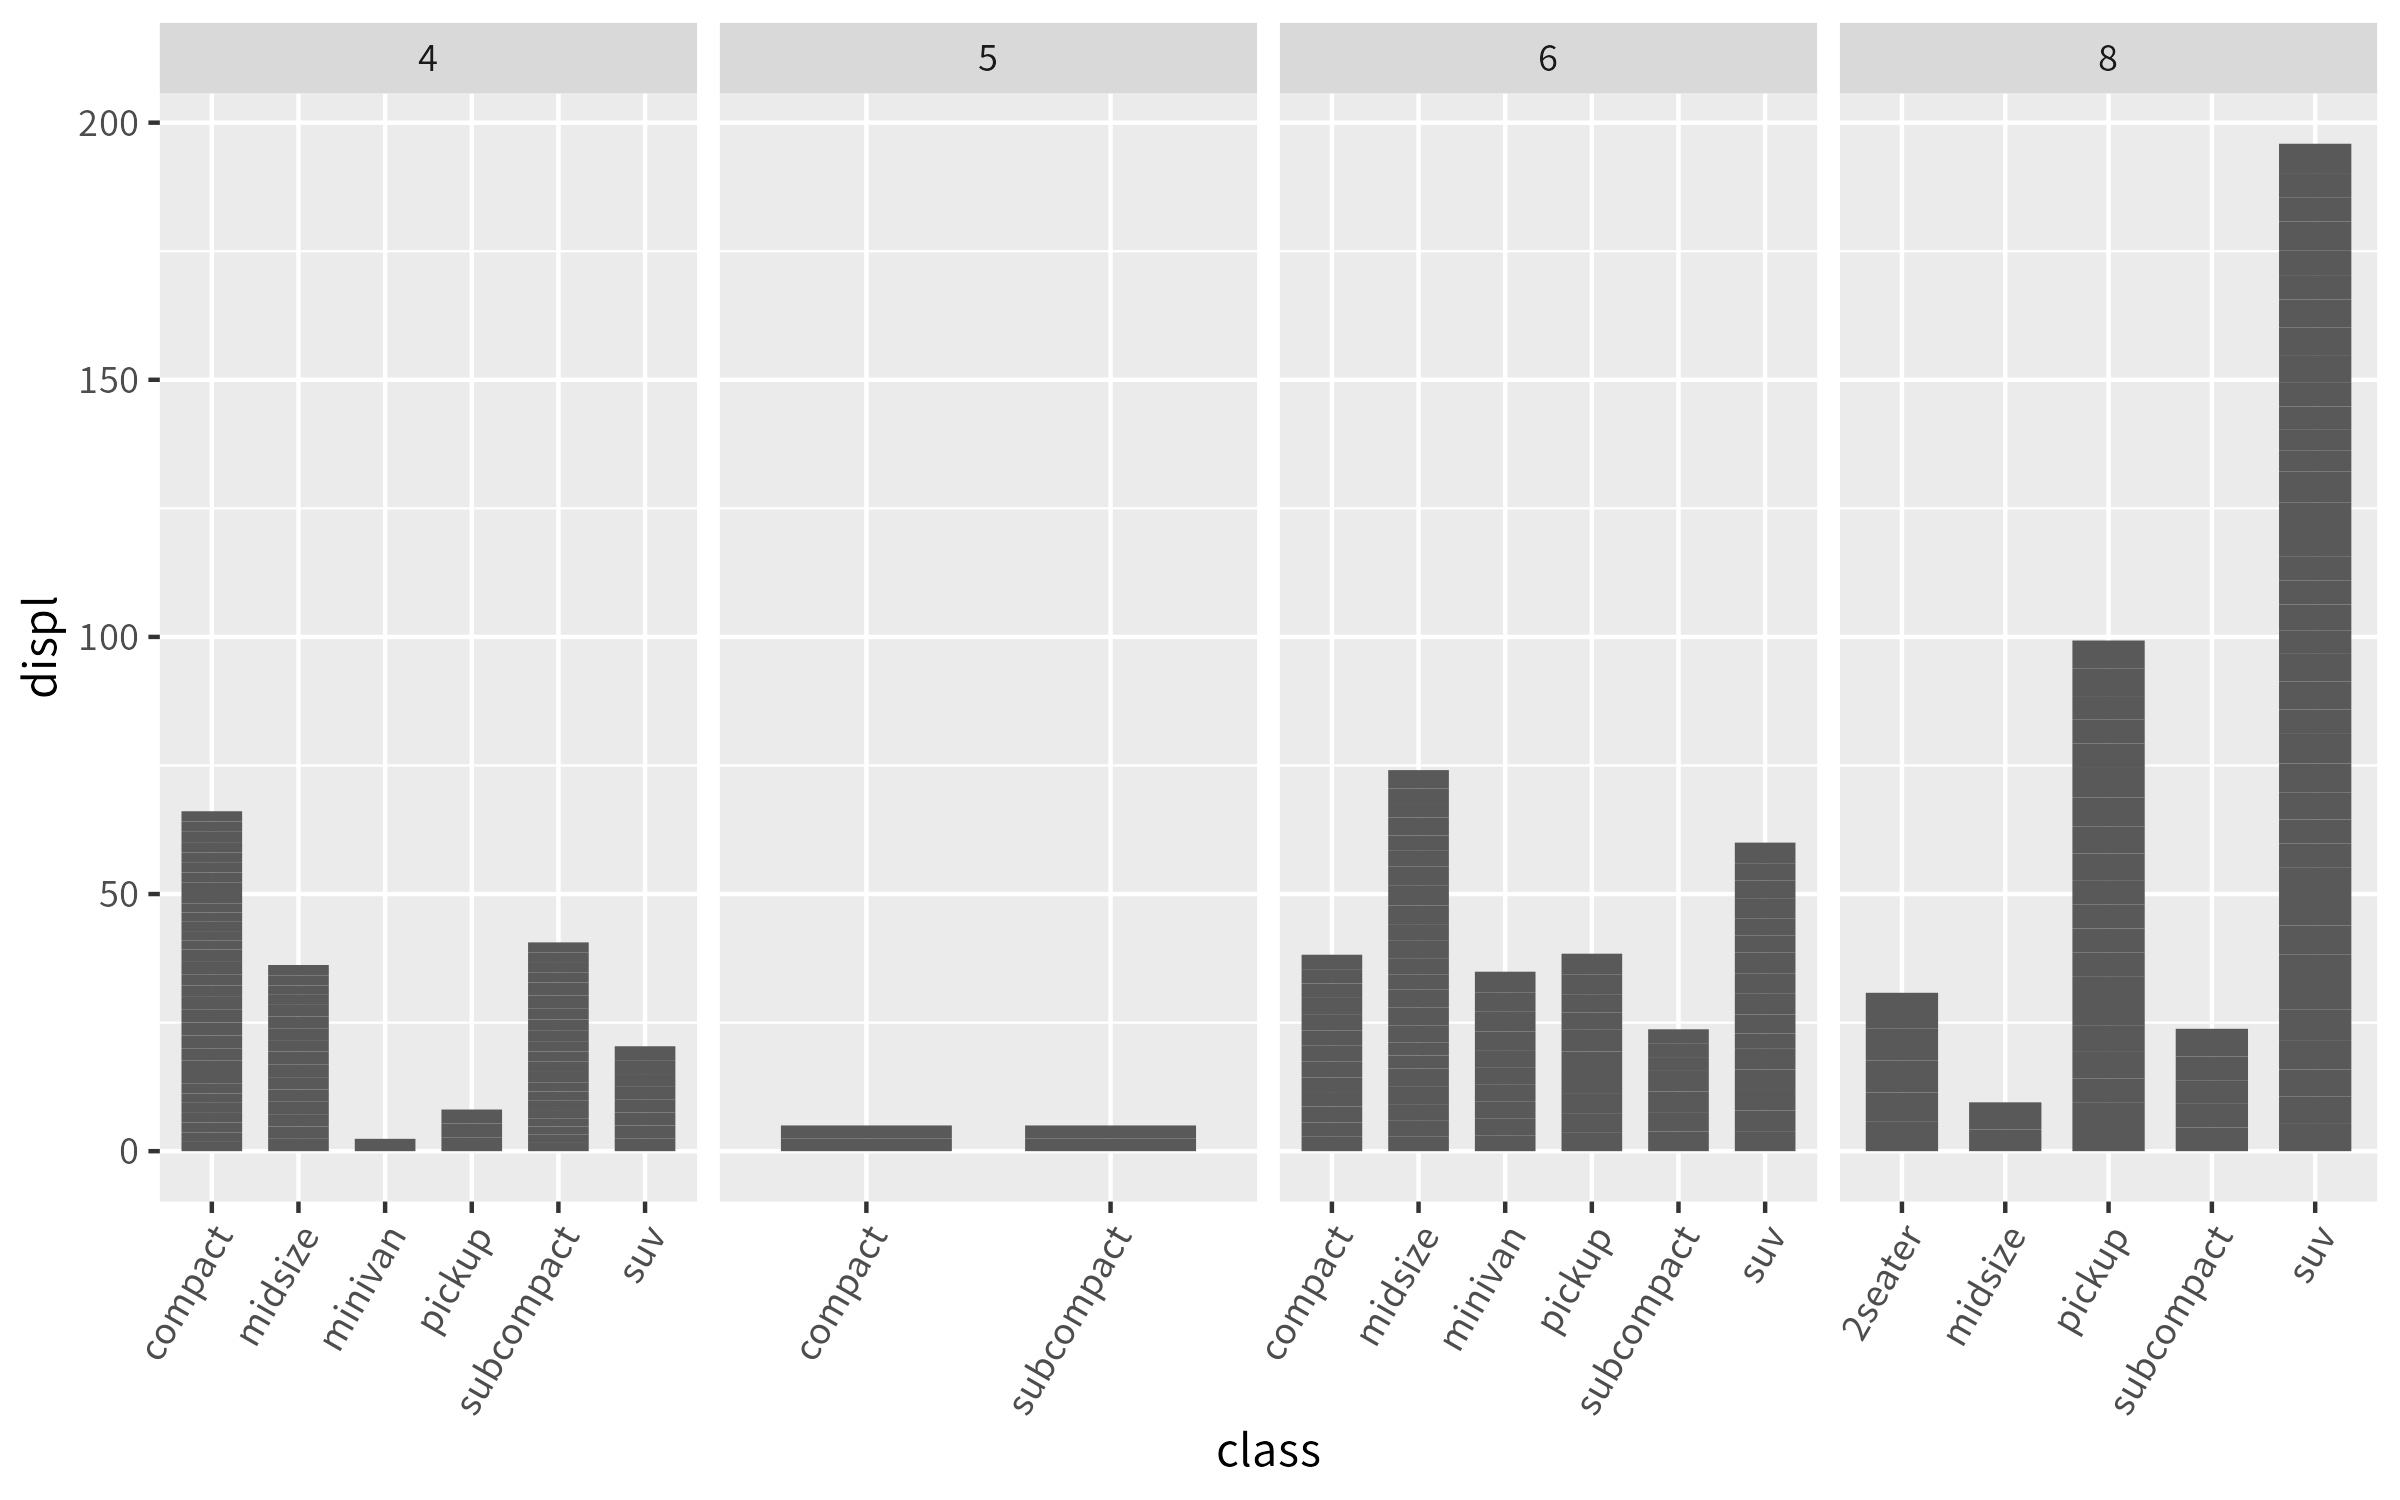 4 5 6 8
200
150
100
50
0
displ
compact midsize minivan pickup subcompact suv compact subcompact compact midsize minivan pickup subcompact suv 2seater midsize pickup subcompact suv
class